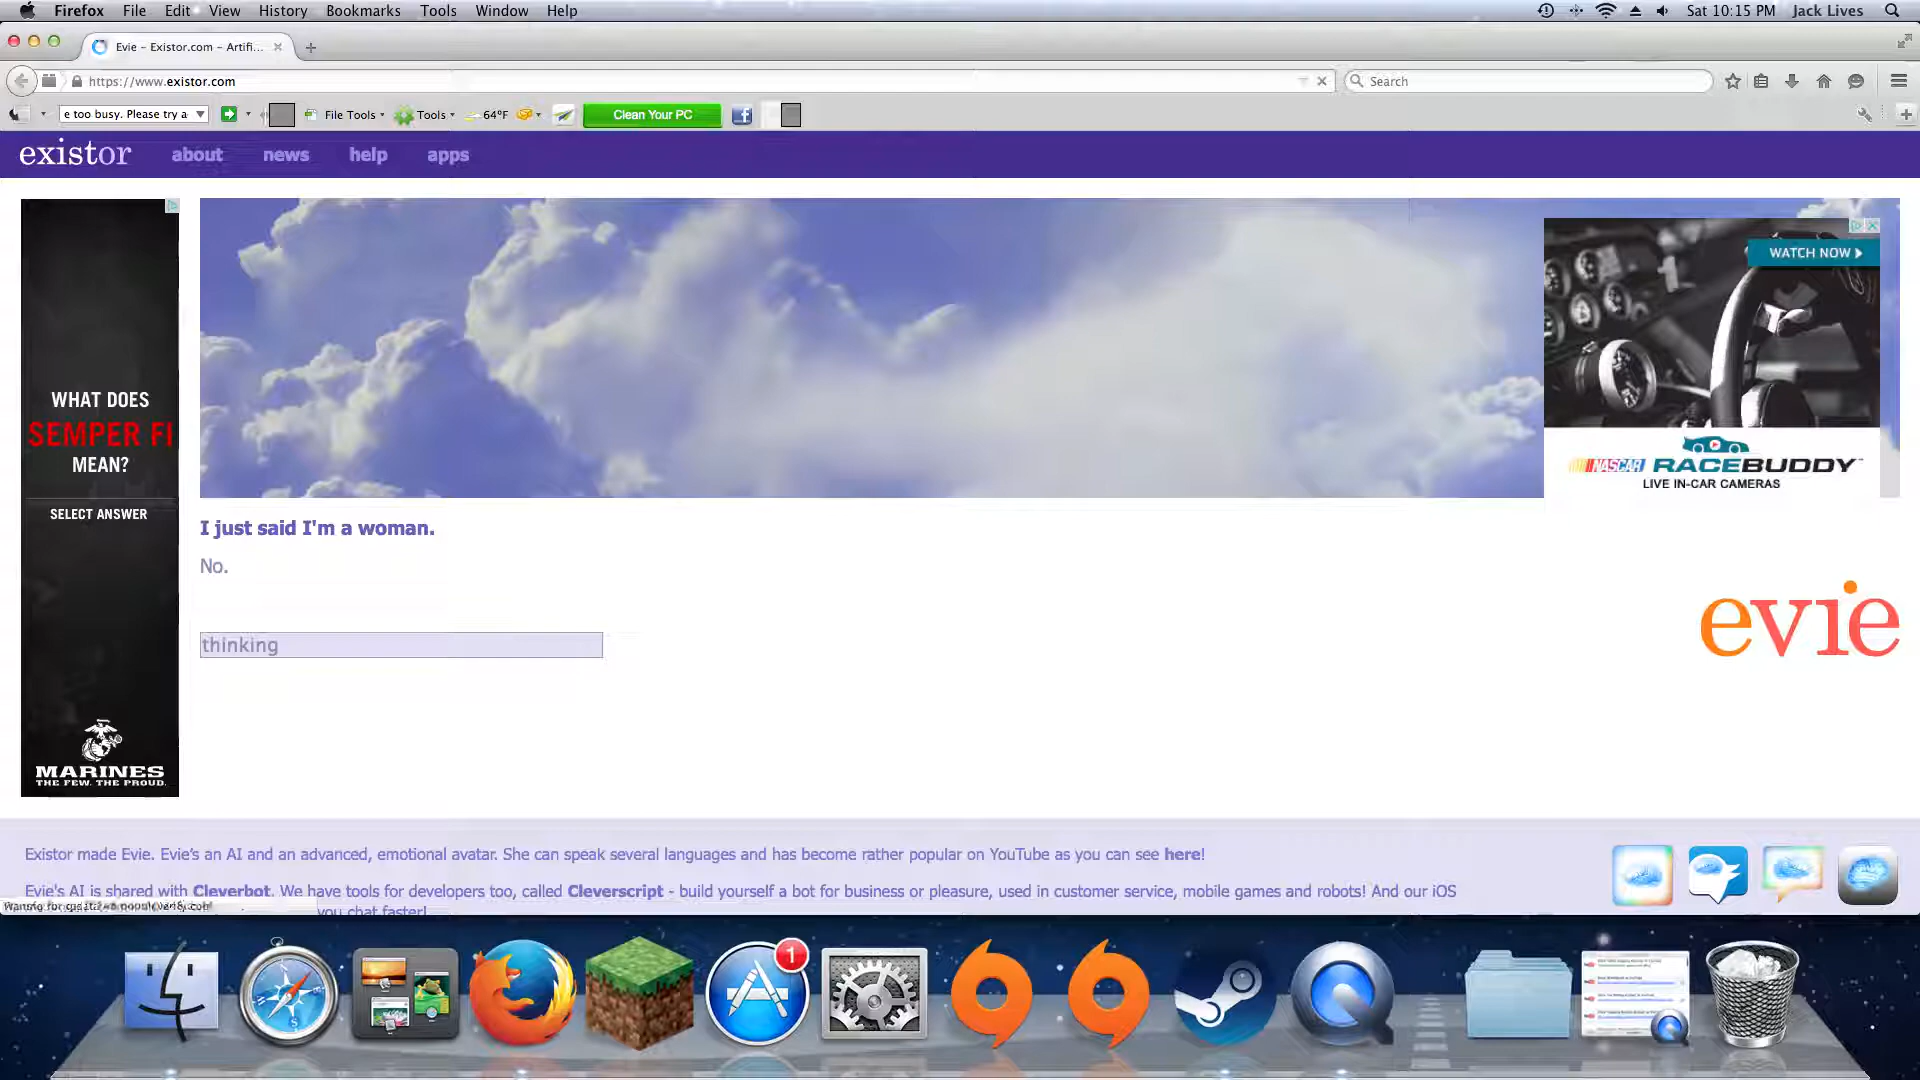 Firefox File Edit View History Bookmarks Tools Window Help Sat 10:15 PM Jack Lives
Evie – Existor.com – Artifi...
https://www.existor.com
Search
e too busy. Please try a
File Tools
Tools
64°F
Clean Your PC
existor about news help apps
WHAT DOES
SEMPER FI
MEAN?
SELECT ANSWER
MARINES
THE FEW. THE PROUD.
WATCH NOW
NASCAR RACEBUDDY
LIVE IN-CAR CAMERAS
I just said I'm a woman.
No.
thinking
evie
Existor made Evie. Evie's an AI and an advanced, emotional avatar. She can speak several languages and has become rather popular on YouTube as you can see here!
Evie's AI is shared with Cleverbot. We have tools for developers too, called Cleverscript - build yourself a bot for business or pleasure, used in customer service, mobile games and robots! And our iOS
you chat faster!
1